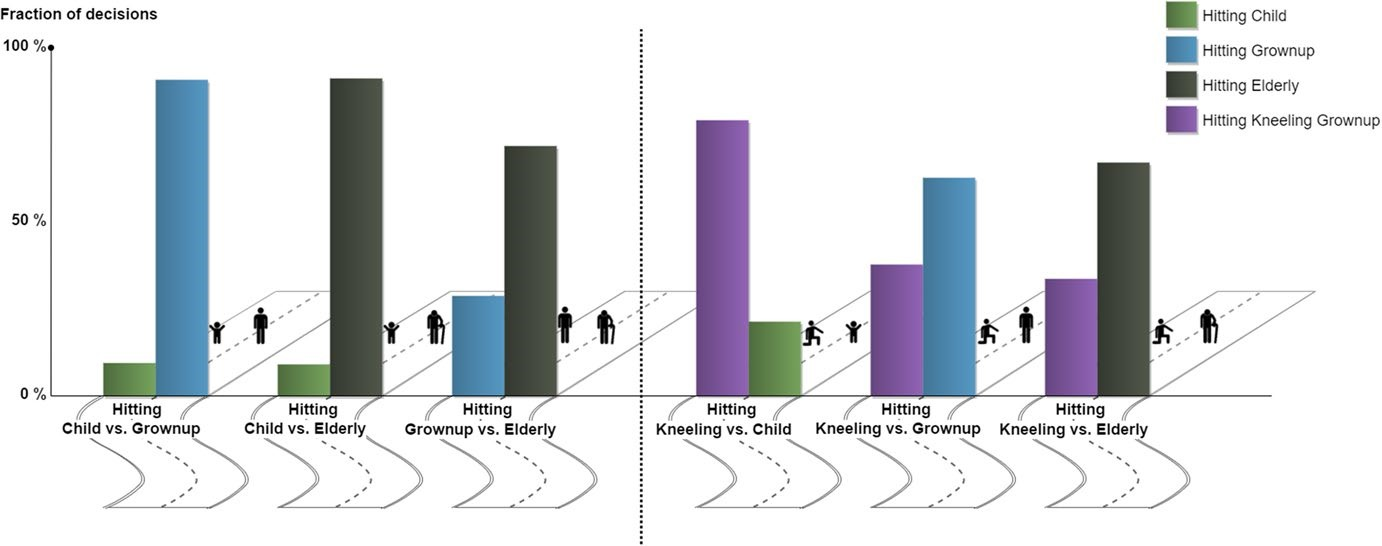 Fraction of decisions
100 %
50 %
0 %
Hitting
Child vs. Grownup
Hitting
Child vs. Elderly
Hitting
Grownup vs. Elderly
Hitting
Kneeling vs. Child
Hitting
Kneeling vs. Grownup
Hitting
Kneeling vs. Elderly
Hitting Child
Hitting Grownup
Hitting Elderly
Hitting Kneeling Grownup